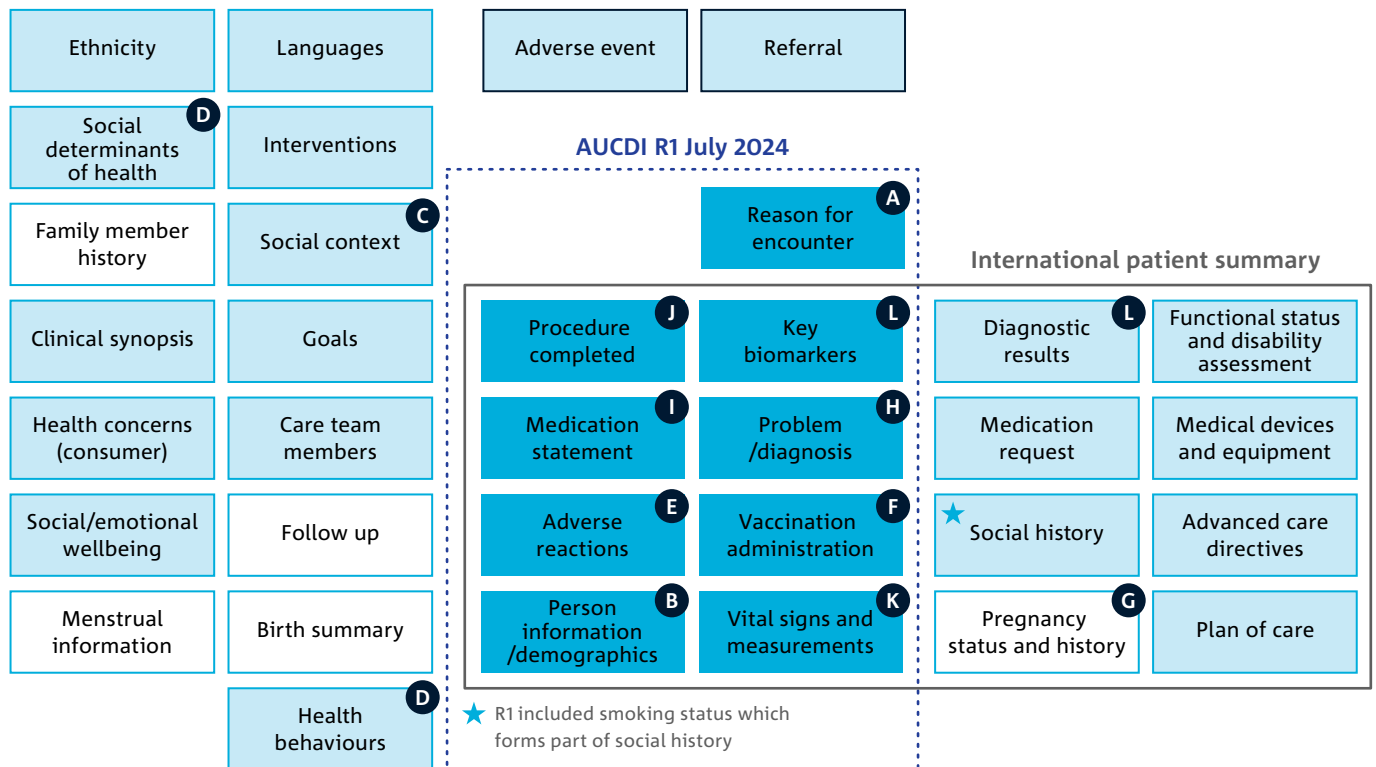 Ethnicity
Languages
Adverse event
Referral
D
Social
determinants
of health
Interventions
AUCDI R1 July 2024
A
Reason for
encounter
Family member
history
C
Social context
International patient summary
Clinical synopsis
Goals
J
Procedure
completed
L
Key
biomarkers
L
Diagnostic
results
Functional status
and disability
assessment
Health concerns
(consumer)
Care team
members
I
Medication
statement
H
Problem
/diagnosis
Medication
request
Medical devices
and equipment
Social/emotional
wellbeing
Follow up
E
Adverse
reactions
F
Vaccination
administration
Social history
Advanced care
directives
Menstrual
information
Birth summary
B
Person
information
/demographics
K
Vital signs and
measurements
G
Pregnancy
status and history
Plan of care
D
Health
behaviours
R1 included smoking status which
forms part of social history